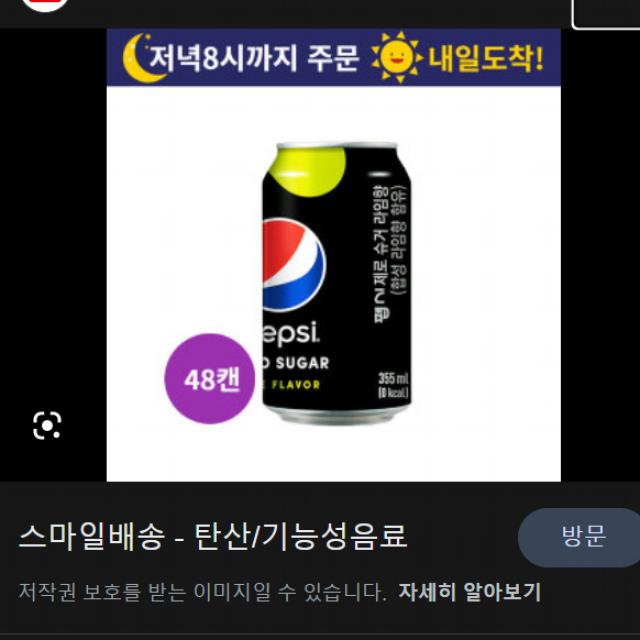 저녁8시까지 주문 내일도착!
펩시제로 슈거 라임향
(합성 라임향 함유)
epsi.
O SUGAR
E FLAVOR
48캔
355 ml
(0 kcal)
스마일배송 - 탄산/기능성음료
방문
저작권 보호를 받는 이미지일 수 있습니다. 자세히 알아보기